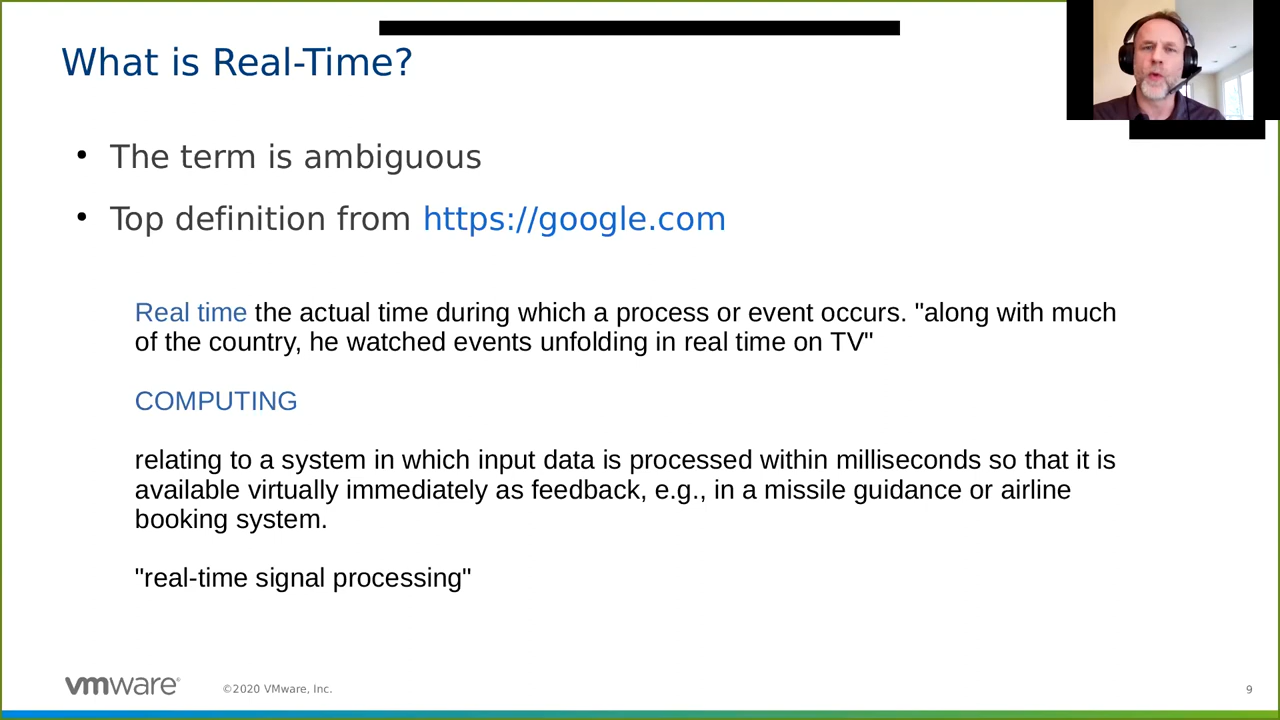 What is Real-Time?
• The term is ambiguous
• Top definition from https://google.com
Real time the actual time during which a process or event occurs. "along with much
of the country, he watched events unfolding in real time on TV"
COMPUTING
relating to a system in which input data is processed within milliseconds so that it is
available virtually immediately as feedback, e.g., in a missile guidance or airline
booking system.
"real-time signal processing"
vmware®
©2020 VMware, Inc.
9